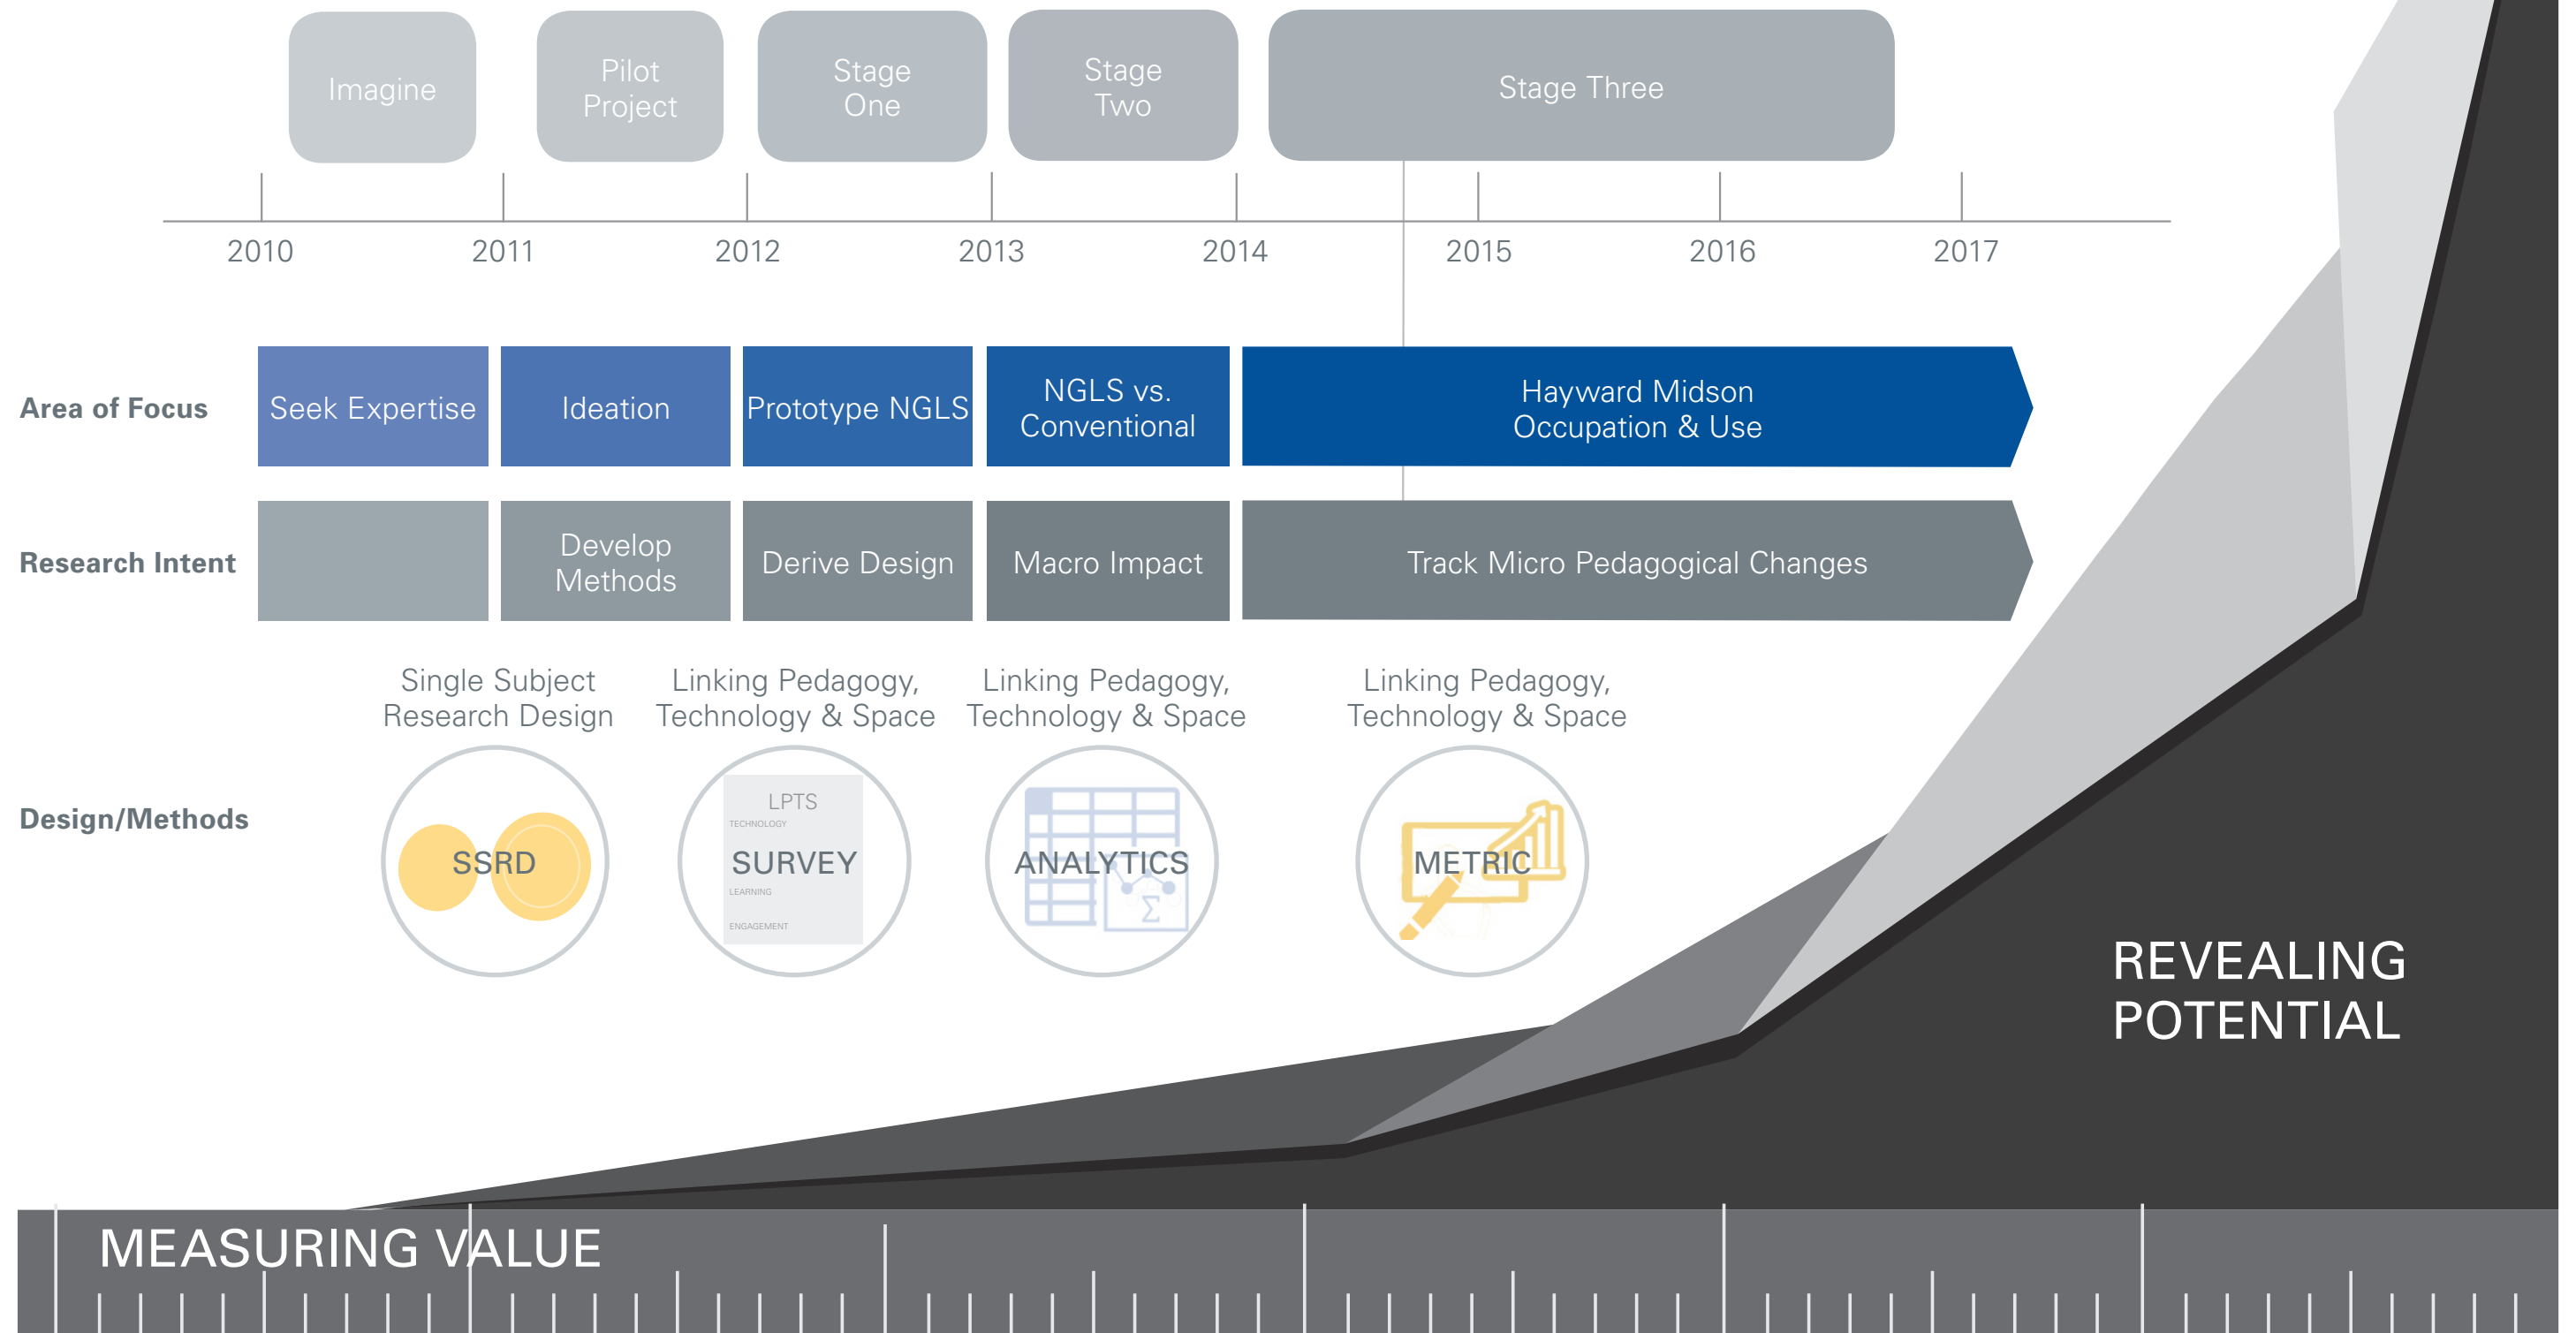 Imagine
Pilot
Project
Stage
One
Stage
Two
Stage Three
2010 2011 2012 2013 2014 2015 2016 2017
Area of Focus
Seek Expertise
Ideation
Prototype NGLS
NGLS vs.
Conventional
Hayward Midson
Occupation & Use
Research Intent
Develop
Methods
Derive Design
Macro Impact
Track Micro Pedagogical Changes
Design/Methods
Single Subject
Research Design
SSRD
Linking Pedagogy,
Technology & Space
LPTS
TECHNOLOGY
SURVEY
LEARNING
ENGAGEMENT
Linking Pedagogy,
Technology & Space
ANALYTICS
Σ
Linking Pedagogy,
Technology & Space
METRIC
REVEALING
POTENTIAL
MEASURING VALUE